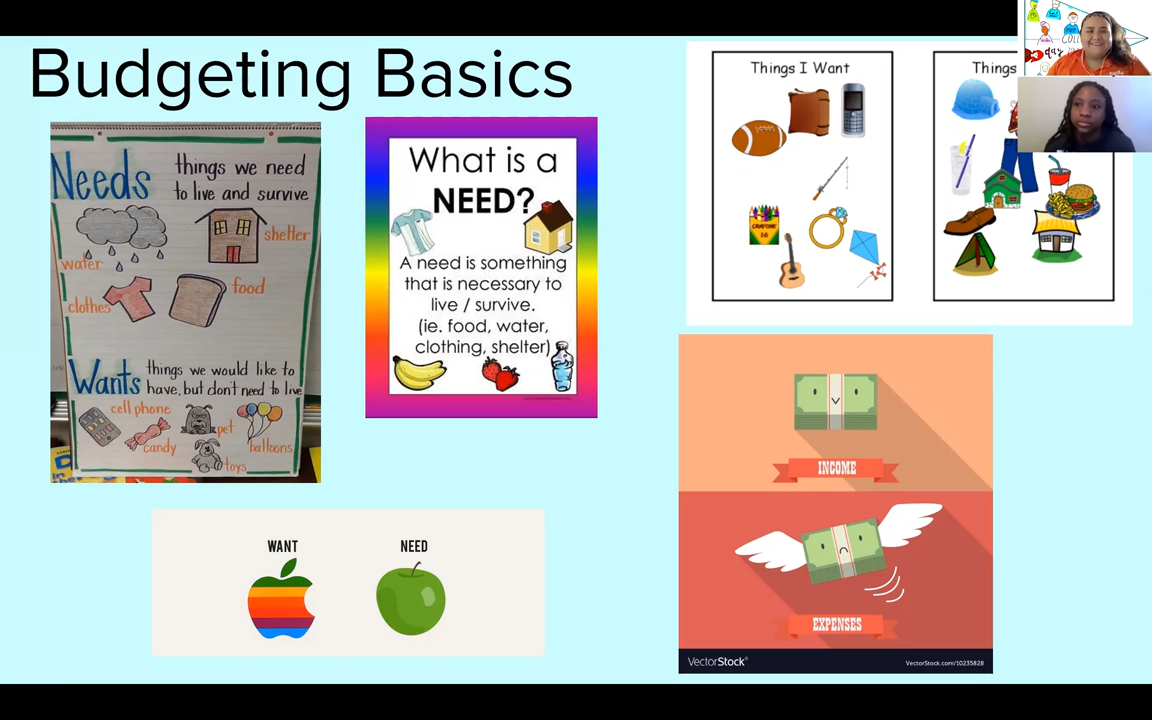 Budgeting Basics
Needs
things we need
to live and survive
water
shelter
clothes
food
Wants
things we would like to
have, but don't need to live
cell phone
candy
pet
toys
balloons
What is a
NEED?
A need is something
that is necessary to
live / survive.
(ie. food, water,
clothing, shelter)
Things I Want
CRAYONS
16
Things
WANT
NEED
INCOME
EXPENSES
VectorStock®
VectorStock.com/10235828